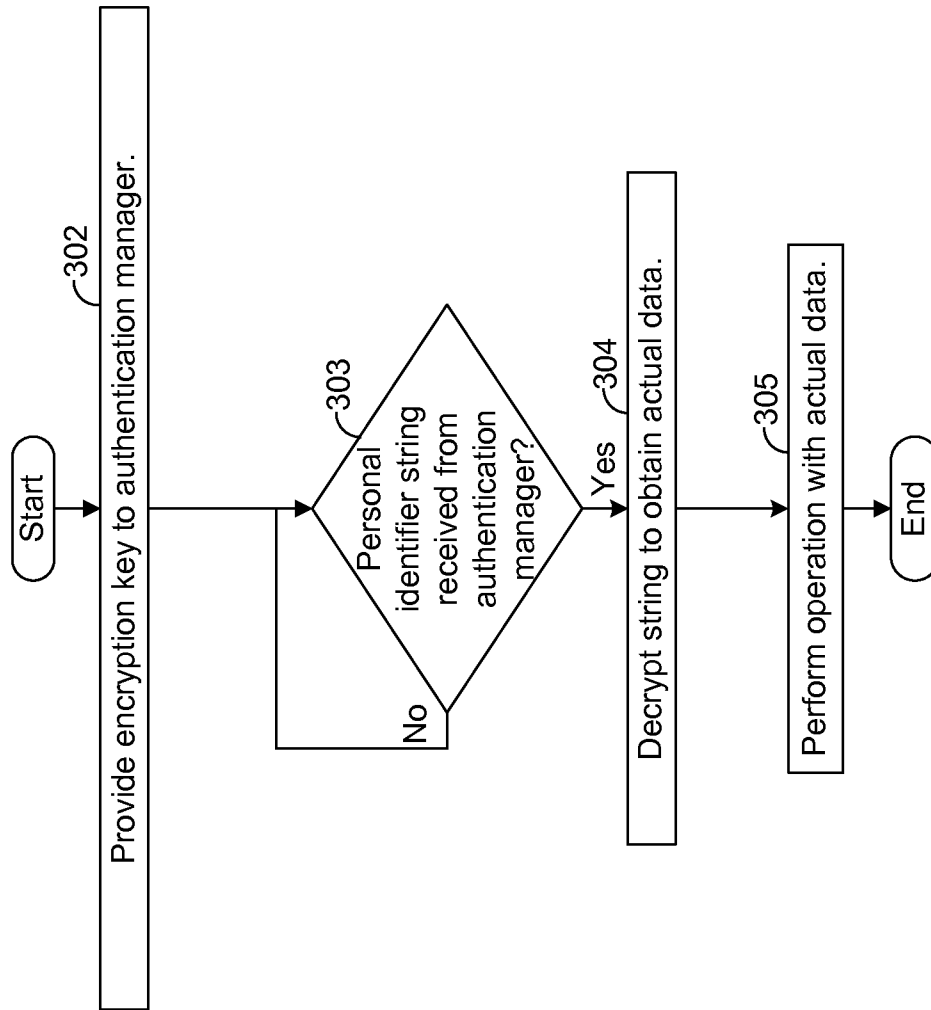 Start
302
Provide encryption key to authentication manager.
303
Personal
identifier string
received from
authentication
manager?
No
Yes
304
Decrypt string to obtain actual data.
305
Perform operation with actual data.
End